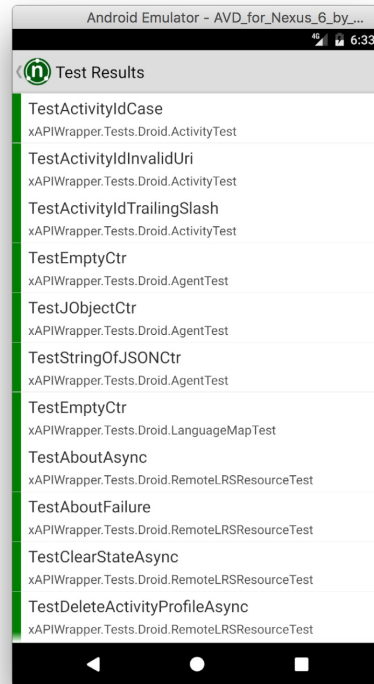 Android Emulator - AVD_for_Nexus_6_by_...
4G 6:33
n Test Results
TestActivityIdCase
xAPIWrapper.Tests.Droid.ActivityTest
TestActivityIdInvalidUri
xAPIWrapper.Tests.Droid.ActivityTest
TestActivityIdTrailingSlash
xAPIWrapper.Tests.Droid.ActivityTest
TestEmptyCtr
xAPIWrapper.Tests.Droid.AgentTest
TestJObjectCtr
xAPIWrapper.Tests.Droid.AgentTest
TestStringOfJSONCtr
xAPIWrapper.Tests.Droid.AgentTest
TestEmptyCtr
xAPIWrapper.Tests.Droid.LanguageMapTest
TestAboutAsync
xAPIWrapper.Tests.Droid.RemoteLRSResourceTest
TestAboutFailure
xAPIWrapper.Tests.Droid.RemoteLRSResourceTest
TestClearStateAsync
xAPIWrapper.Tests.Droid.RemoteLRSResourceTest
TestDeleteActivityProfileAsync
xAPIWrapper.Tests.Droid.RemoteLRSResourceTest